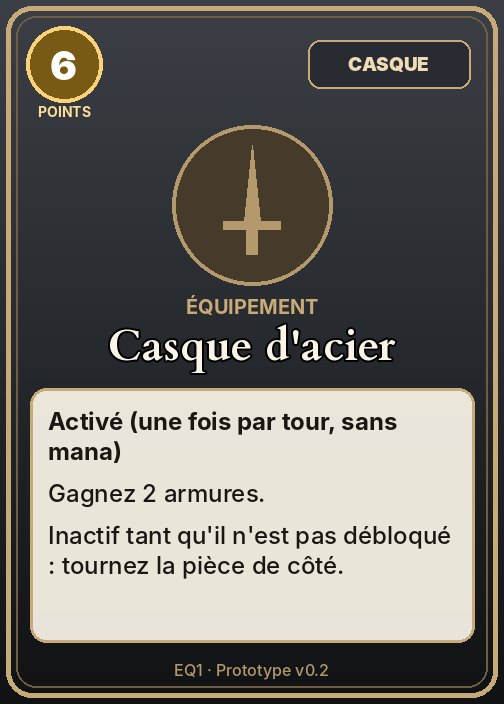 6
POINTS
CASQUE
ÉQUIPEMENT
Casque d'acier
Activé (une fois par tour, sans
mana)
Gagnez 2 armures.
Inactif tant qu'il n'est pas débloqué
: tournez la pièce de côté.
EQ1 · Prototype v0.2